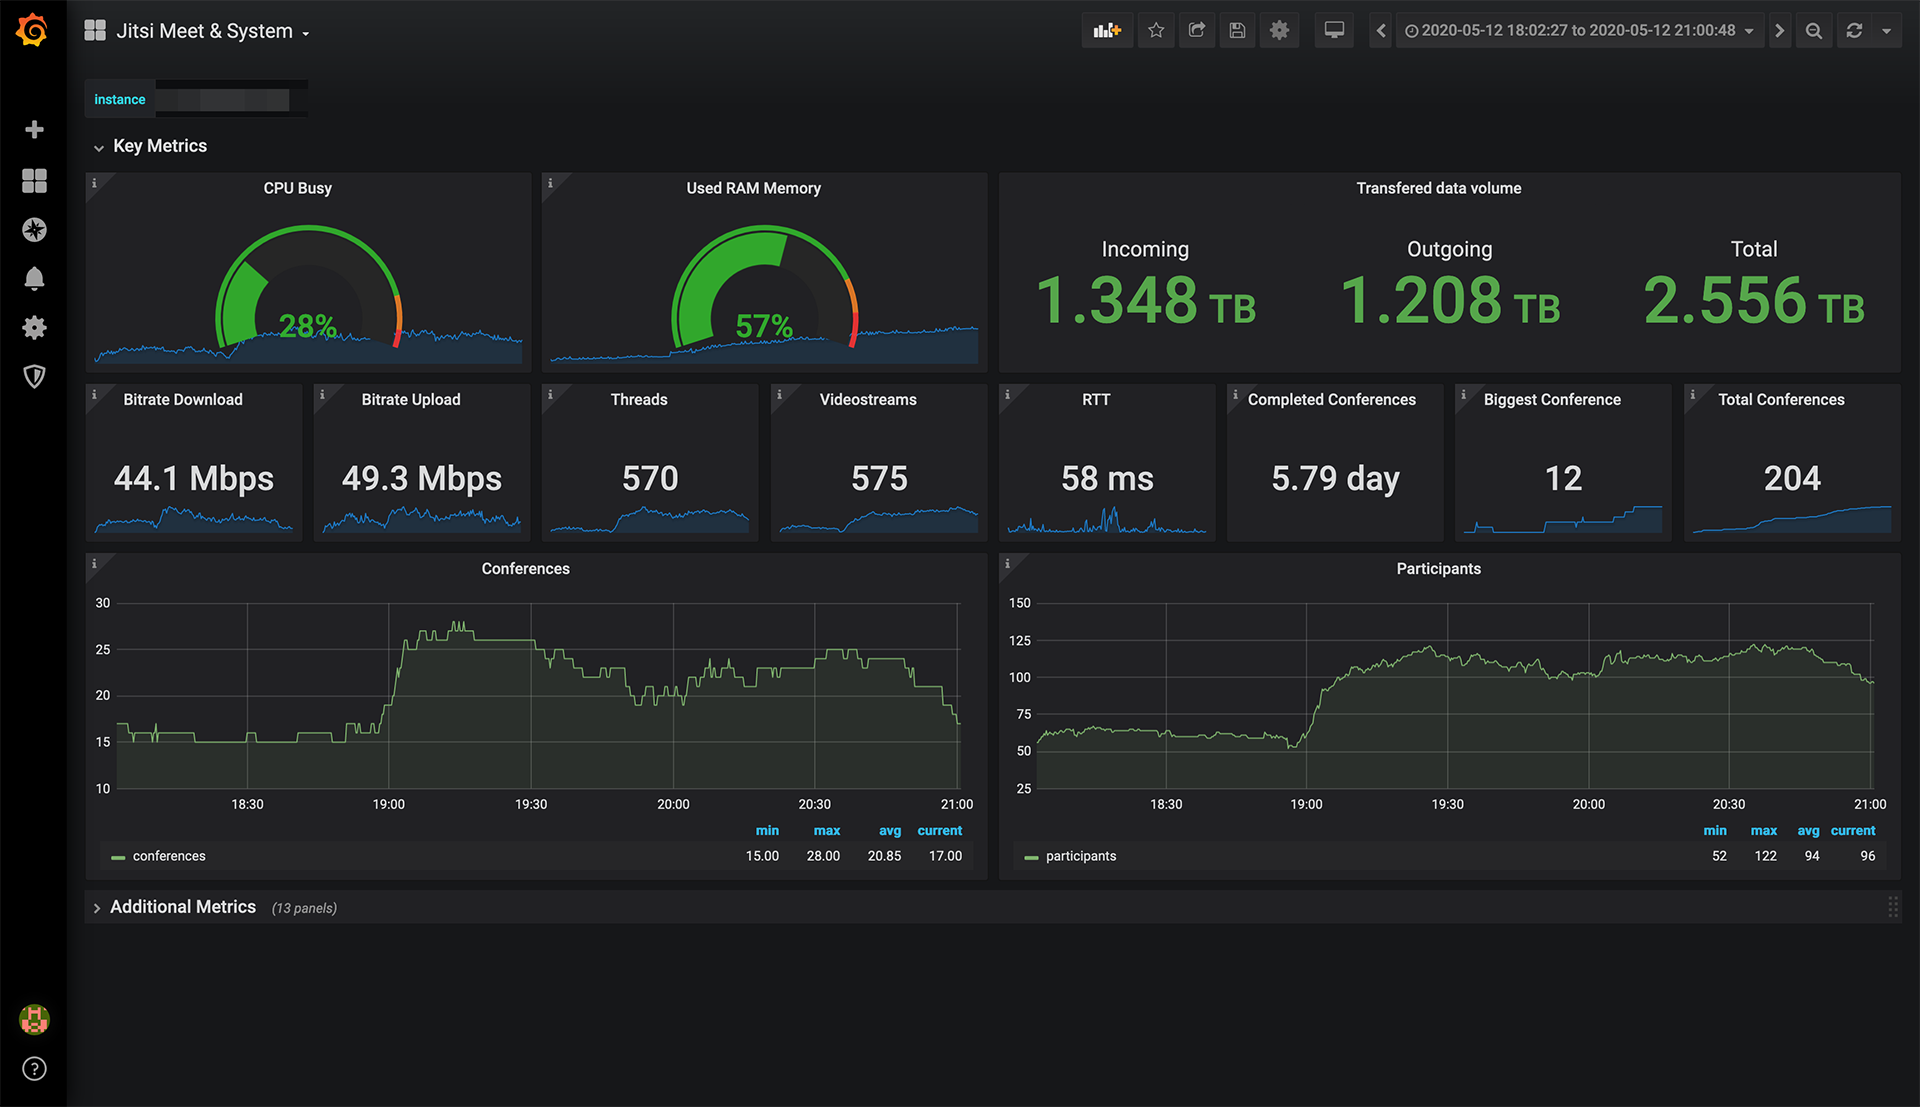 Jitsi Meet & System
2020-05-12 18:02:27 to 2020-05-12 21:00:48
instance
Key Metrics
CPU Busy
28%
Used RAM Memory
57%
Transfered data volume
Incoming
1.348 TB
Outgoing
1.208 TB
Total
2.556 TB
Bitrate Download
44.1 Mbps
Bitrate Upload
49.3 Mbps
Threads
570
Videostreams
575
RTT
58 ms
Completed Conferences
5.79 day
Biggest Conference
12
Total Conferences
204
Conferences
30
25
20
15
10
18:30 19:00 19:30 20:00 20:30 21:00
min max avg current
conferences 15.00 28.00 20.85 17.00
Participants
150
125
100
75
50
25
18:30 19:00 19:30 20:00 20:30 21:00
min max avg current
participants 52 122 94 96
Additional Metrics (13 panels)